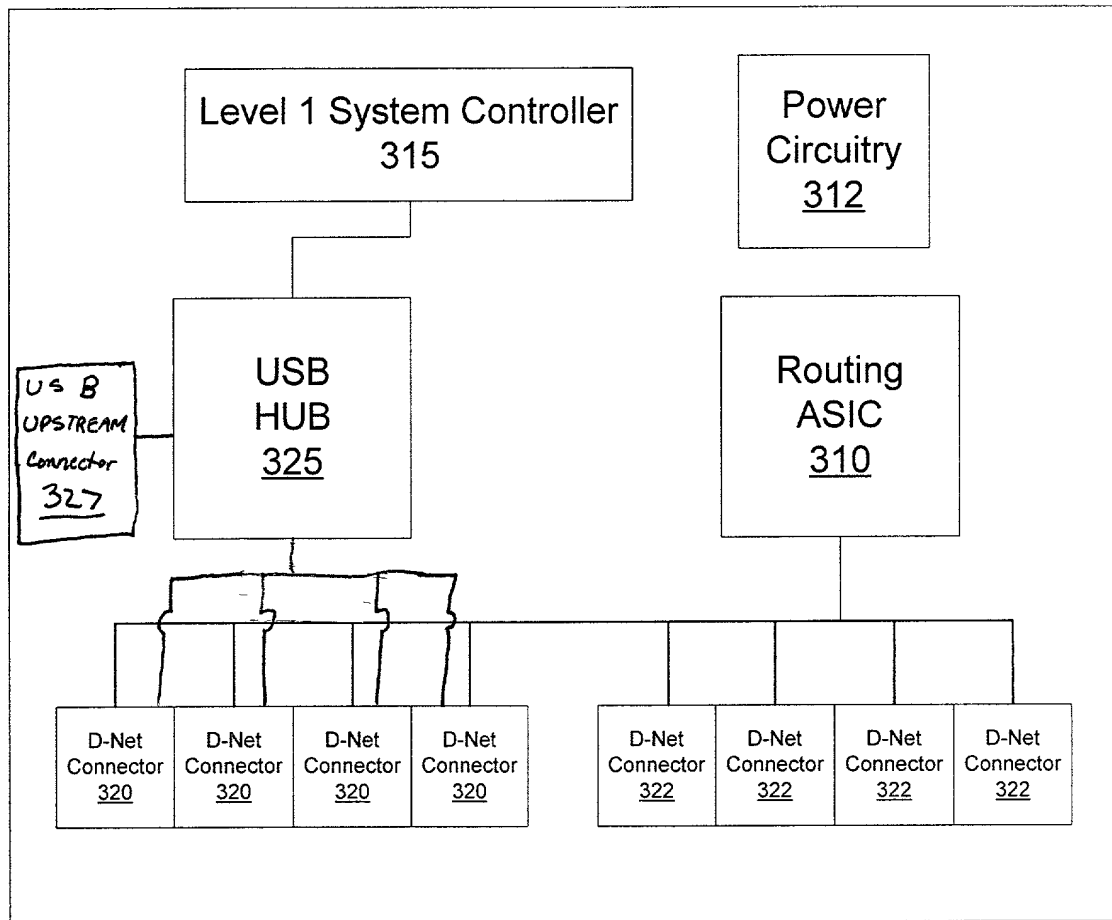 Level 1 System Controller
315
Power
Circuitry
312
USB
HUB
325
Routing
ASIC
310
US B
UPSTREAM
Connector
327
D-Net
Connector
320
D-Net
Connector
320
D-Net
Connector
320
D-Net
Connector
320
D-Net
Connector
322
D-Net
Connector
322
D-Net
Connector
322
D-Net
Connector
322